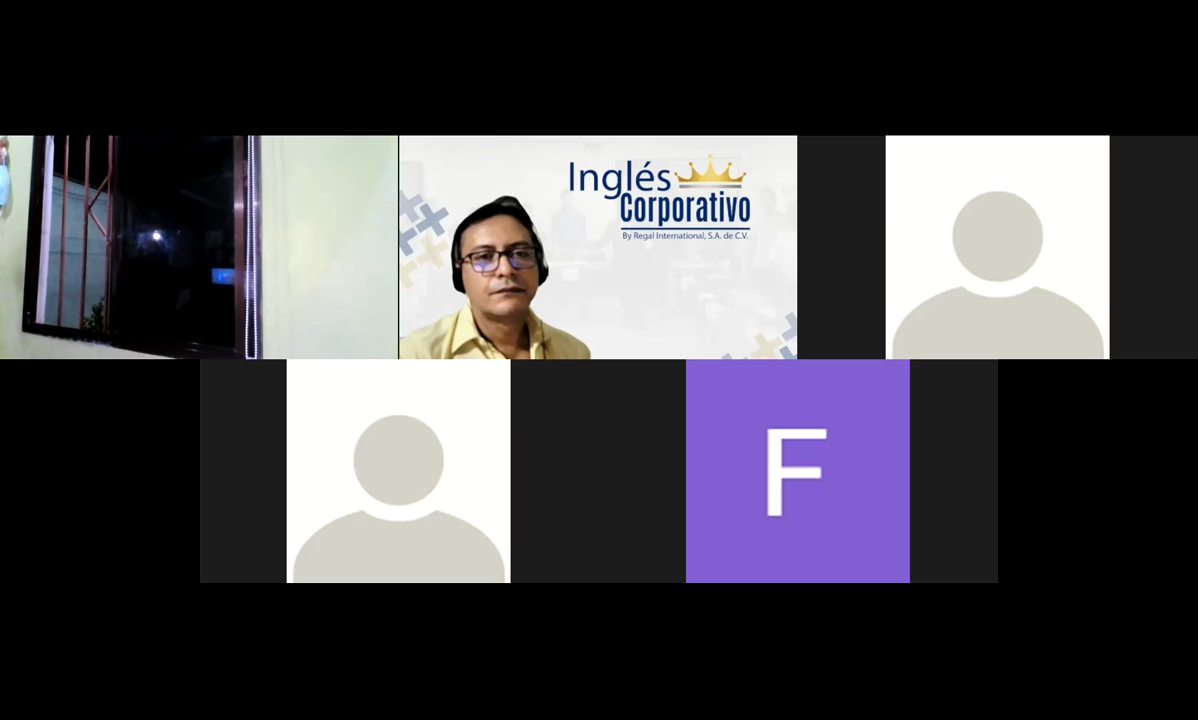 Inglés
Corporativo
By Regal International, S.A. de C.V.
F